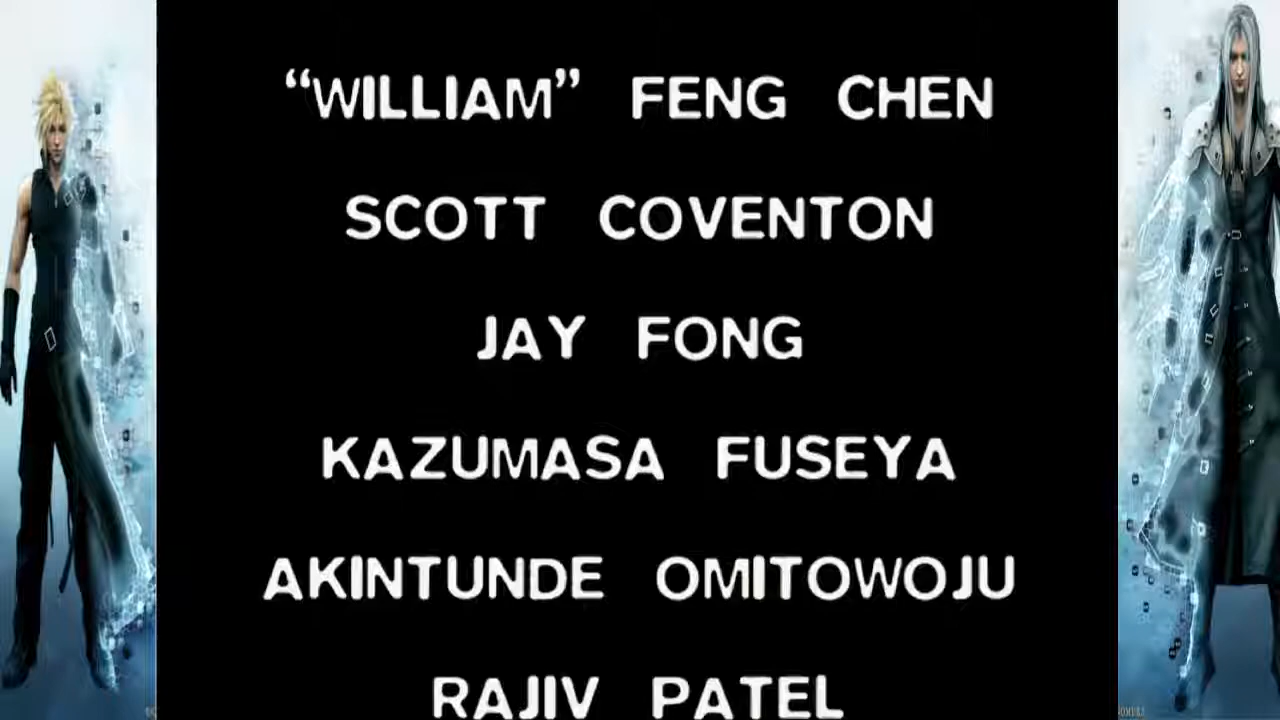 “WILLIAM” FENG CHEN
SCOTT COVENTON
JAY FONG
KAZUMASA FUSEYA
AKINTUNDE OMITOWOJU
RAJIV PATEL